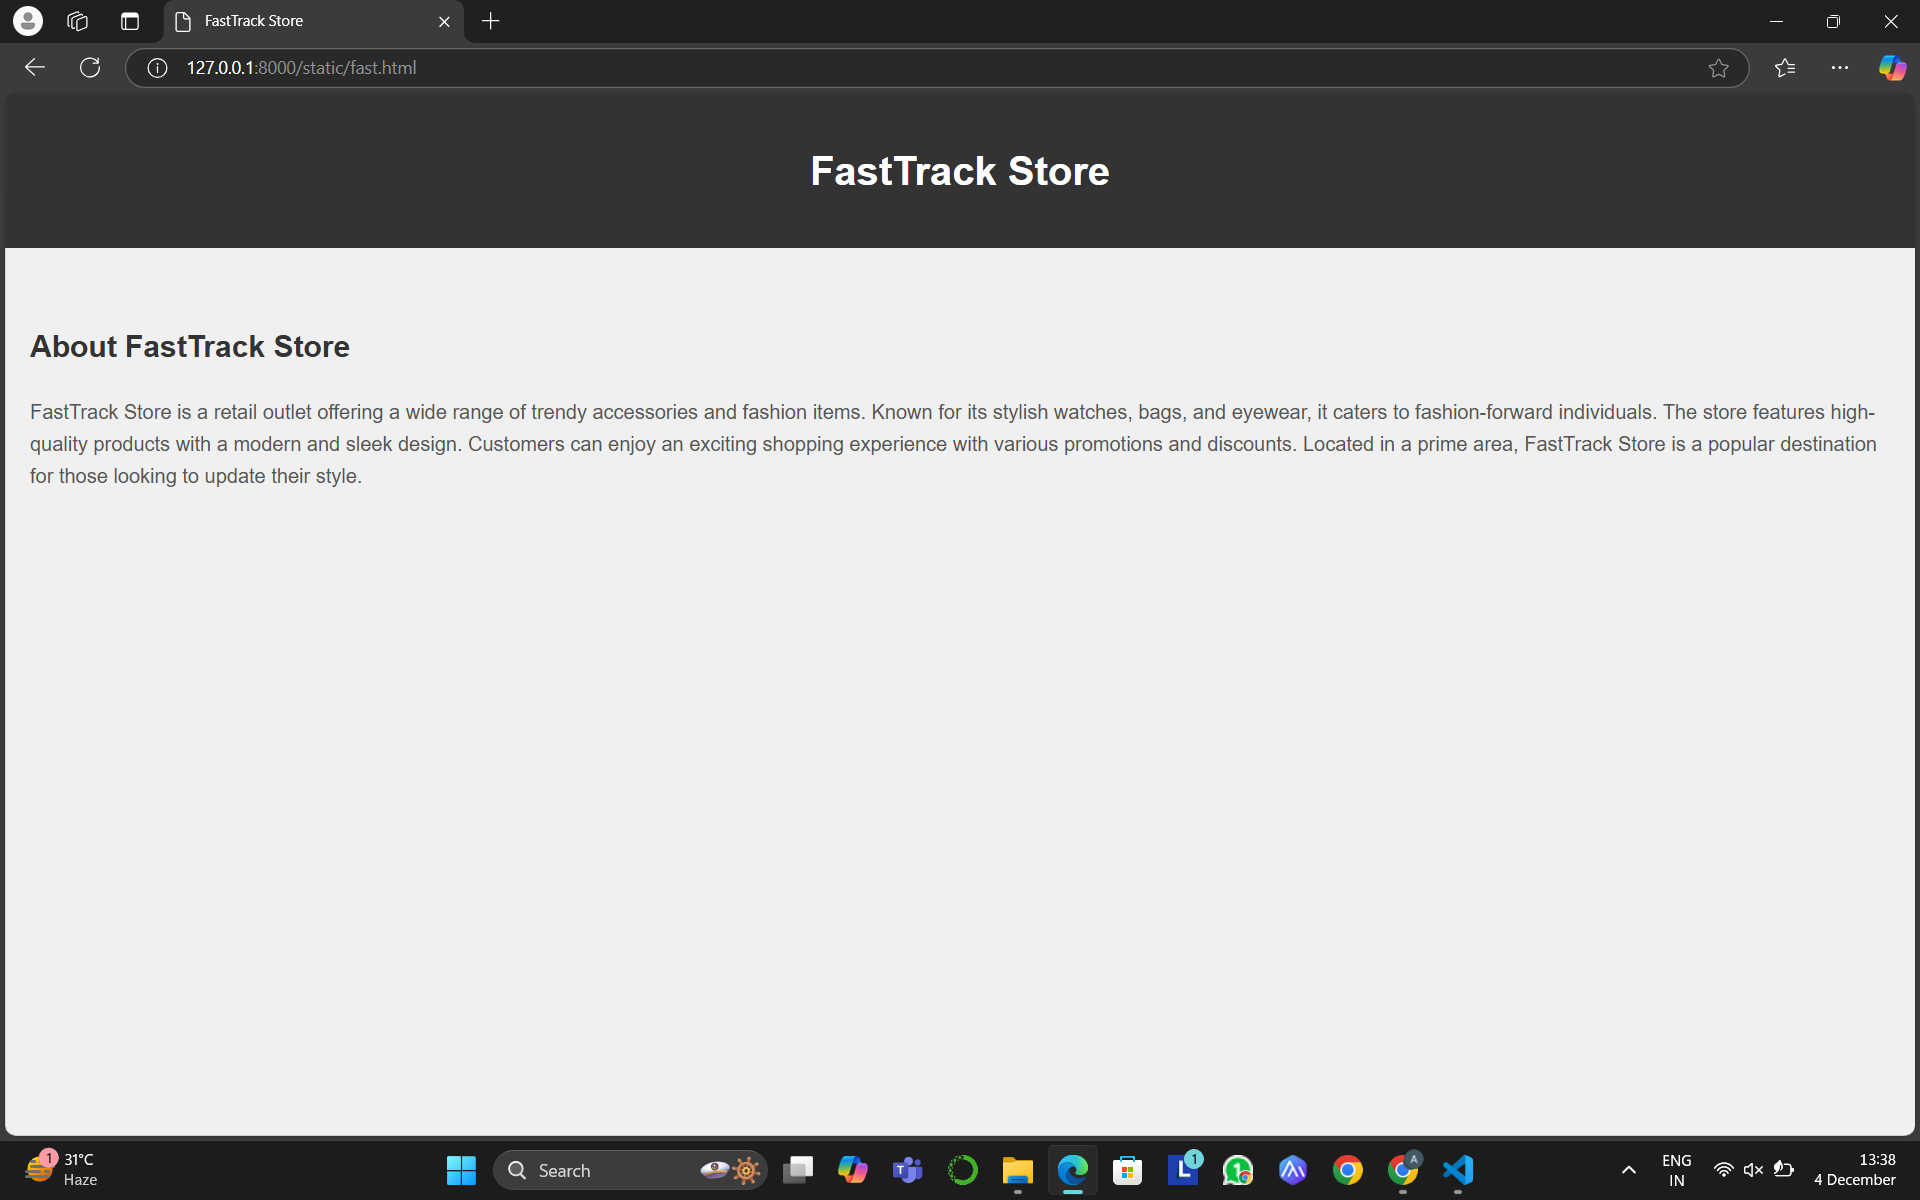 FastTrack Store
127.0.0.1:8000/static/fast.html
FastTrack Store
About FastTrack Store
FastTrack Store is a retail outlet offering a wide range of trendy accessories and fashion items. Known for its stylish watches, bags, and eyewear, it caters to fashion-forward individuals. The store features high-
quality products with a modern and sleek design. Customers can enjoy an exciting shopping experience with various promotions and discounts. Located in a prime area, FastTrack Store is a popular destination
for those looking to update their style.
1
31°C
Haze
Search
T
L
1
1
A
ENG
IN
13:38
4 December